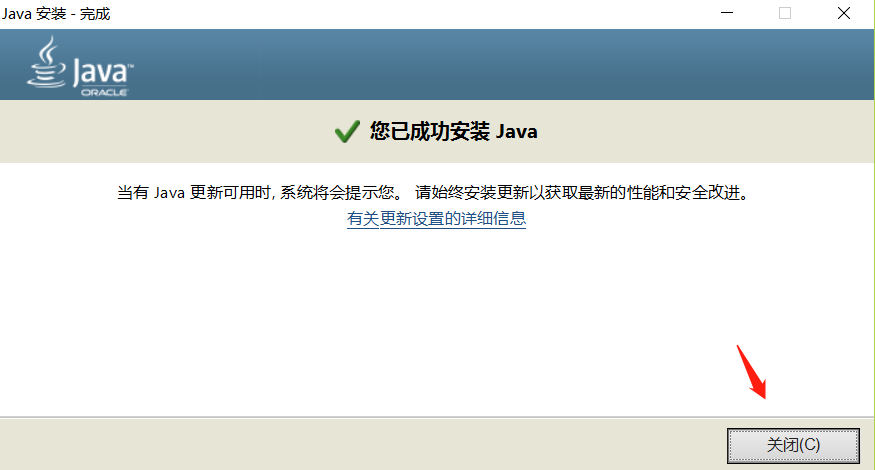 Java 安装 - 完成
Java™
ORACLE
您已成功安装 Java
当有 Java 更新可用时, 系统将会提示您。 请始终安装更新以获取最新的性能和安全改进。
有关更新设置的详细信息
关闭(C)